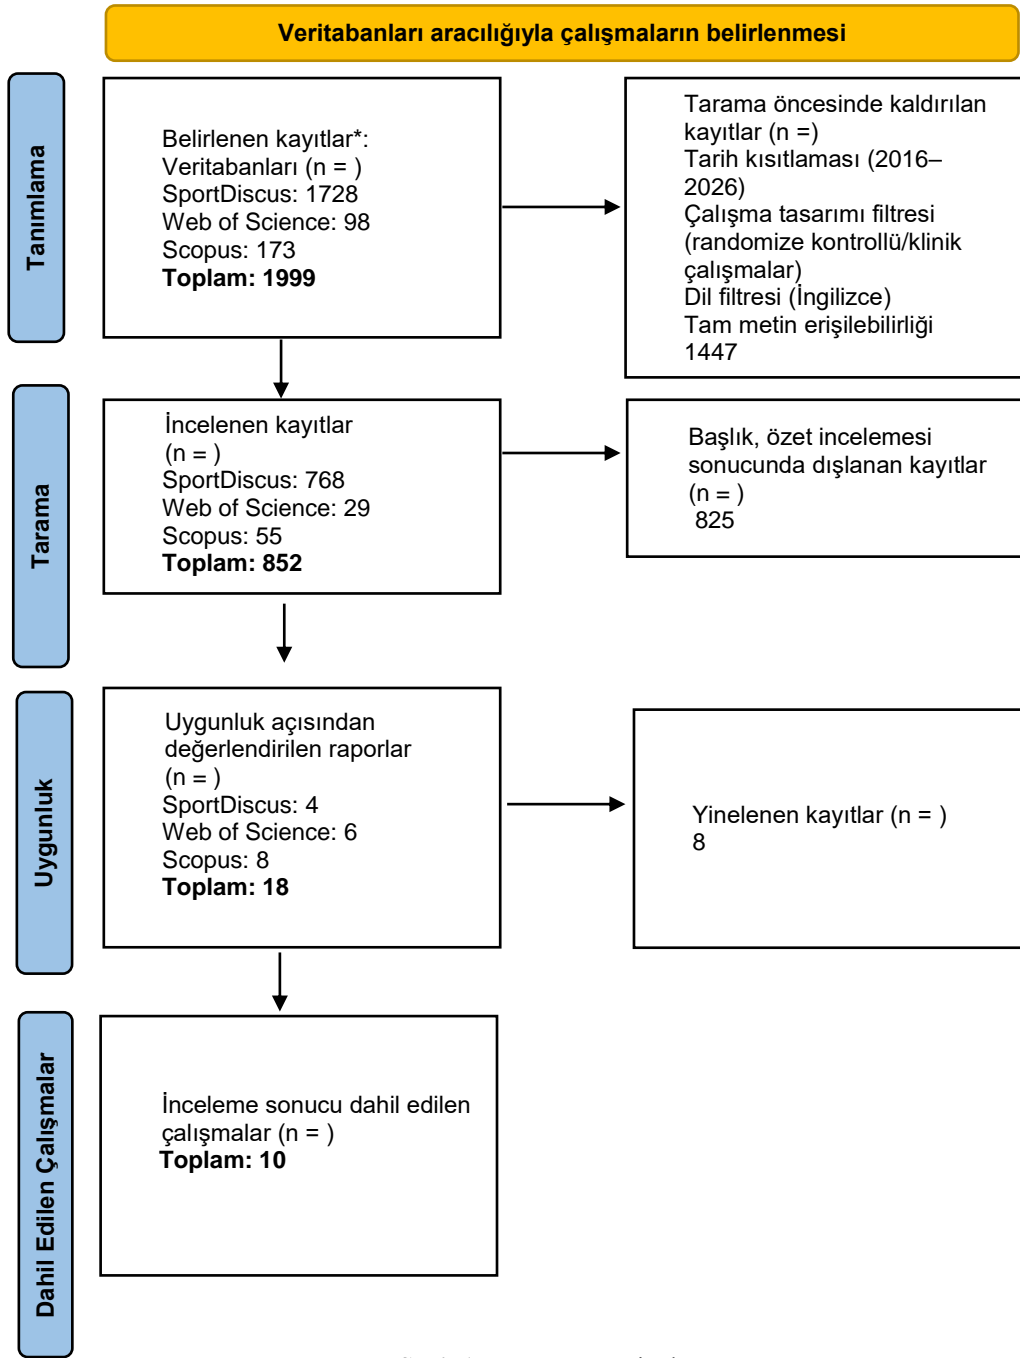 Veritabanları aracılığıyla çalışmaların belirlenmesi
Tanımlama
Belirlenen kayıtlar*:
Veritabanları (n = )
SportDiscus: 1728
Web of Science: 98
Scopus: 173
Toplam: 1999
Tarama öncesinde kaldırılan
kayıtlar (n =)
Tarih kısıtlaması (2016–
2026)
Çalışma tasarımı filtresi
(randomize kontrollü/klinik
çalışmalar)
Dil filtresi (İngilizce)
Tam metin erişilebilirliği
1447
Tarama
İncelenen kayıtlar
(n = )
SportDiscus: 768
Web of Science: 29
Scopus: 55
Toplam: 852
Başlık, özet incelemesi
sonucunda dışlanan kayıtlar
(n = )
825
Uygunluk
Uygunluk açısından
değerlendirilen raporlar
(n = )
SportDiscus: 4
Web of Science: 6
Scopus: 8
Toplam: 18
Yinelenen kayıtlar (n = )
8
Dahil Edilen Çalışmalar
İnceleme sonucu dahil edilen
çalışmalar (n = )
Toplam: 10